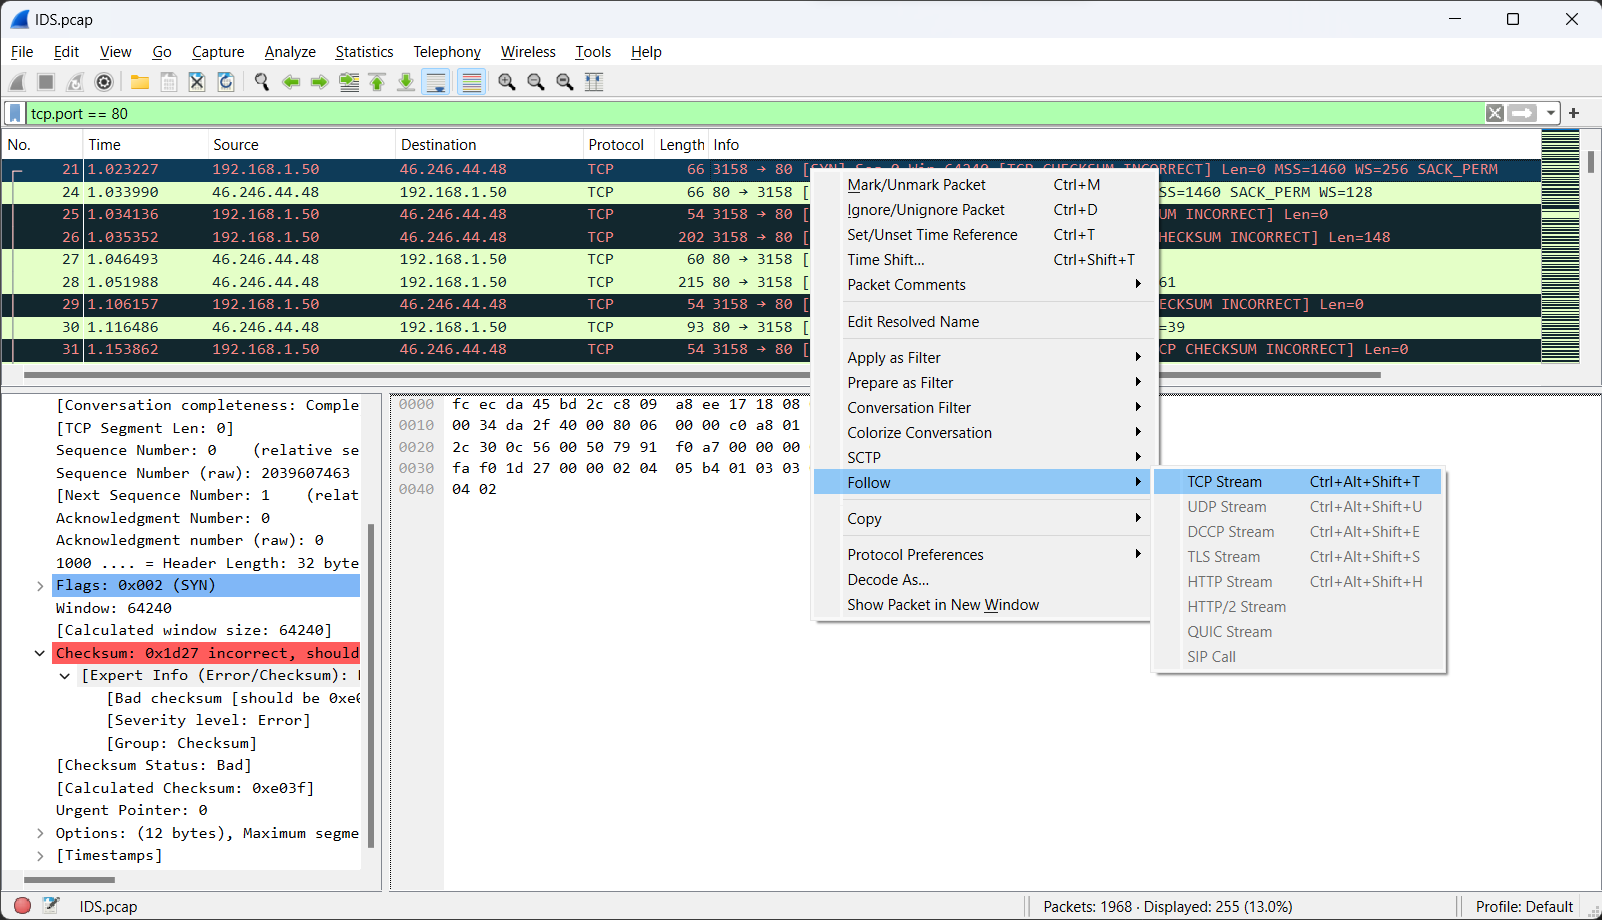 IDS.pcap
File Edit View Go Capture Analyze Statistics Telephony Wireless Tools Help
tcp.port == 80
No. Time Source Destination Protocol Length Info
21 1.023227 192.168.1.50 46.246.44.48 TCP 66 3158 → 80 [SYN] Seq=0 Win=64240 [TCP CHECKSUM INCORRECT] Len=0 MSS=1460 WS=256 SACK_PERM
24 1.033990 46.246.44.48 192.168.1.50 TCP 66 80 → 3158 [ SS=1460 SACK_PERM WS=128
25 1.034136 192.168.1.50 46.246.44.48 TCP 54 3158 → 80 [ UM INCORRECT] Len=0
26 1.035352 192.168.1.50 46.246.44.48 TCP 202 3158 → 80 [ HECKSUM INCORRECT] Len=148
27 1.046493 46.246.44.48 192.168.1.50 TCP 60 80 → 3158 [
28 1.051988 46.246.44.48 192.168.1.50 TCP 215 80 → 3158 [ 61
29 1.106157 192.168.1.50 46.246.44.48 TCP 54 3158 → 80 [ ECKSUM INCORRECT] Len=0
30 1.116486 46.246.44.48 192.168.1.50 TCP 93 80 → 3158 [ =39
31 1.153862 192.168.1.50 46.246.44.48 TCP 54 3158 → 80 [ CP CHECKSUM INCORRECT] Len=0
Mark/Unmark Packet Ctrl+M
Ignore/Unignore Packet Ctrl+D
Set/Unset Time Reference Ctrl+T
Time Shift... Ctrl+Shift+T
Packet Comments
Edit Resolved Name
Apply as Filter
Prepare as Filter
Conversation Filter
Colorize Conversation
SCTP
Follow
Copy
Protocol Preferences
Decode As...
Show Packet in New Window
TCP Stream Ctrl+Alt+Shift+T
UDP Stream Ctrl+Alt+Shift+U
DCCP Stream Ctrl+Alt+Shift+E
TLS Stream Ctrl+Alt+Shift+S
HTTP Stream Ctrl+Alt+Shift+H
HTTP/2 Stream
QUIC Stream
SIP Call
[Conversation completeness: Comple
[TCP Segment Len: 0]
Sequence Number: 0 (relative se
Sequence Number (raw): 2039607463
[Next Sequence Number: 1 (relat
Acknowledgment Number: 0
Acknowledgment number (raw): 0
1000 .... = Header Length: 32 byte
Flags: 0x002 (SYN)
Window: 64240
[Calculated window size: 64240]
Checksum: 0x1d27 incorrect, should
[Expert Info (Error/Checksum):
[Bad checksum [should be 0xe0
[Severity level: Error]
[Group: Checksum]
[Checksum Status: Bad]
[Calculated Checksum: 0xe03f]
Urgent Pointer: 0
Options: (12 bytes), Maximum segme
[Timestamps]
0000 fc ec da 45 bd 2c c8 09 a8 ee 17 18 08
0010 00 34 da 2f 40 00 80 06 00 00 c0 a8 01
0020 2c 30 0c 56 00 50 79 91 f0 a7 00 00 00
0030 fa f0 1d 27 00 00 02 04 05 b4 01 03 03
0040 04 02
IDS.pcap
Packets: 1968 · Displayed: 255 (13.0%)
Profile: Default